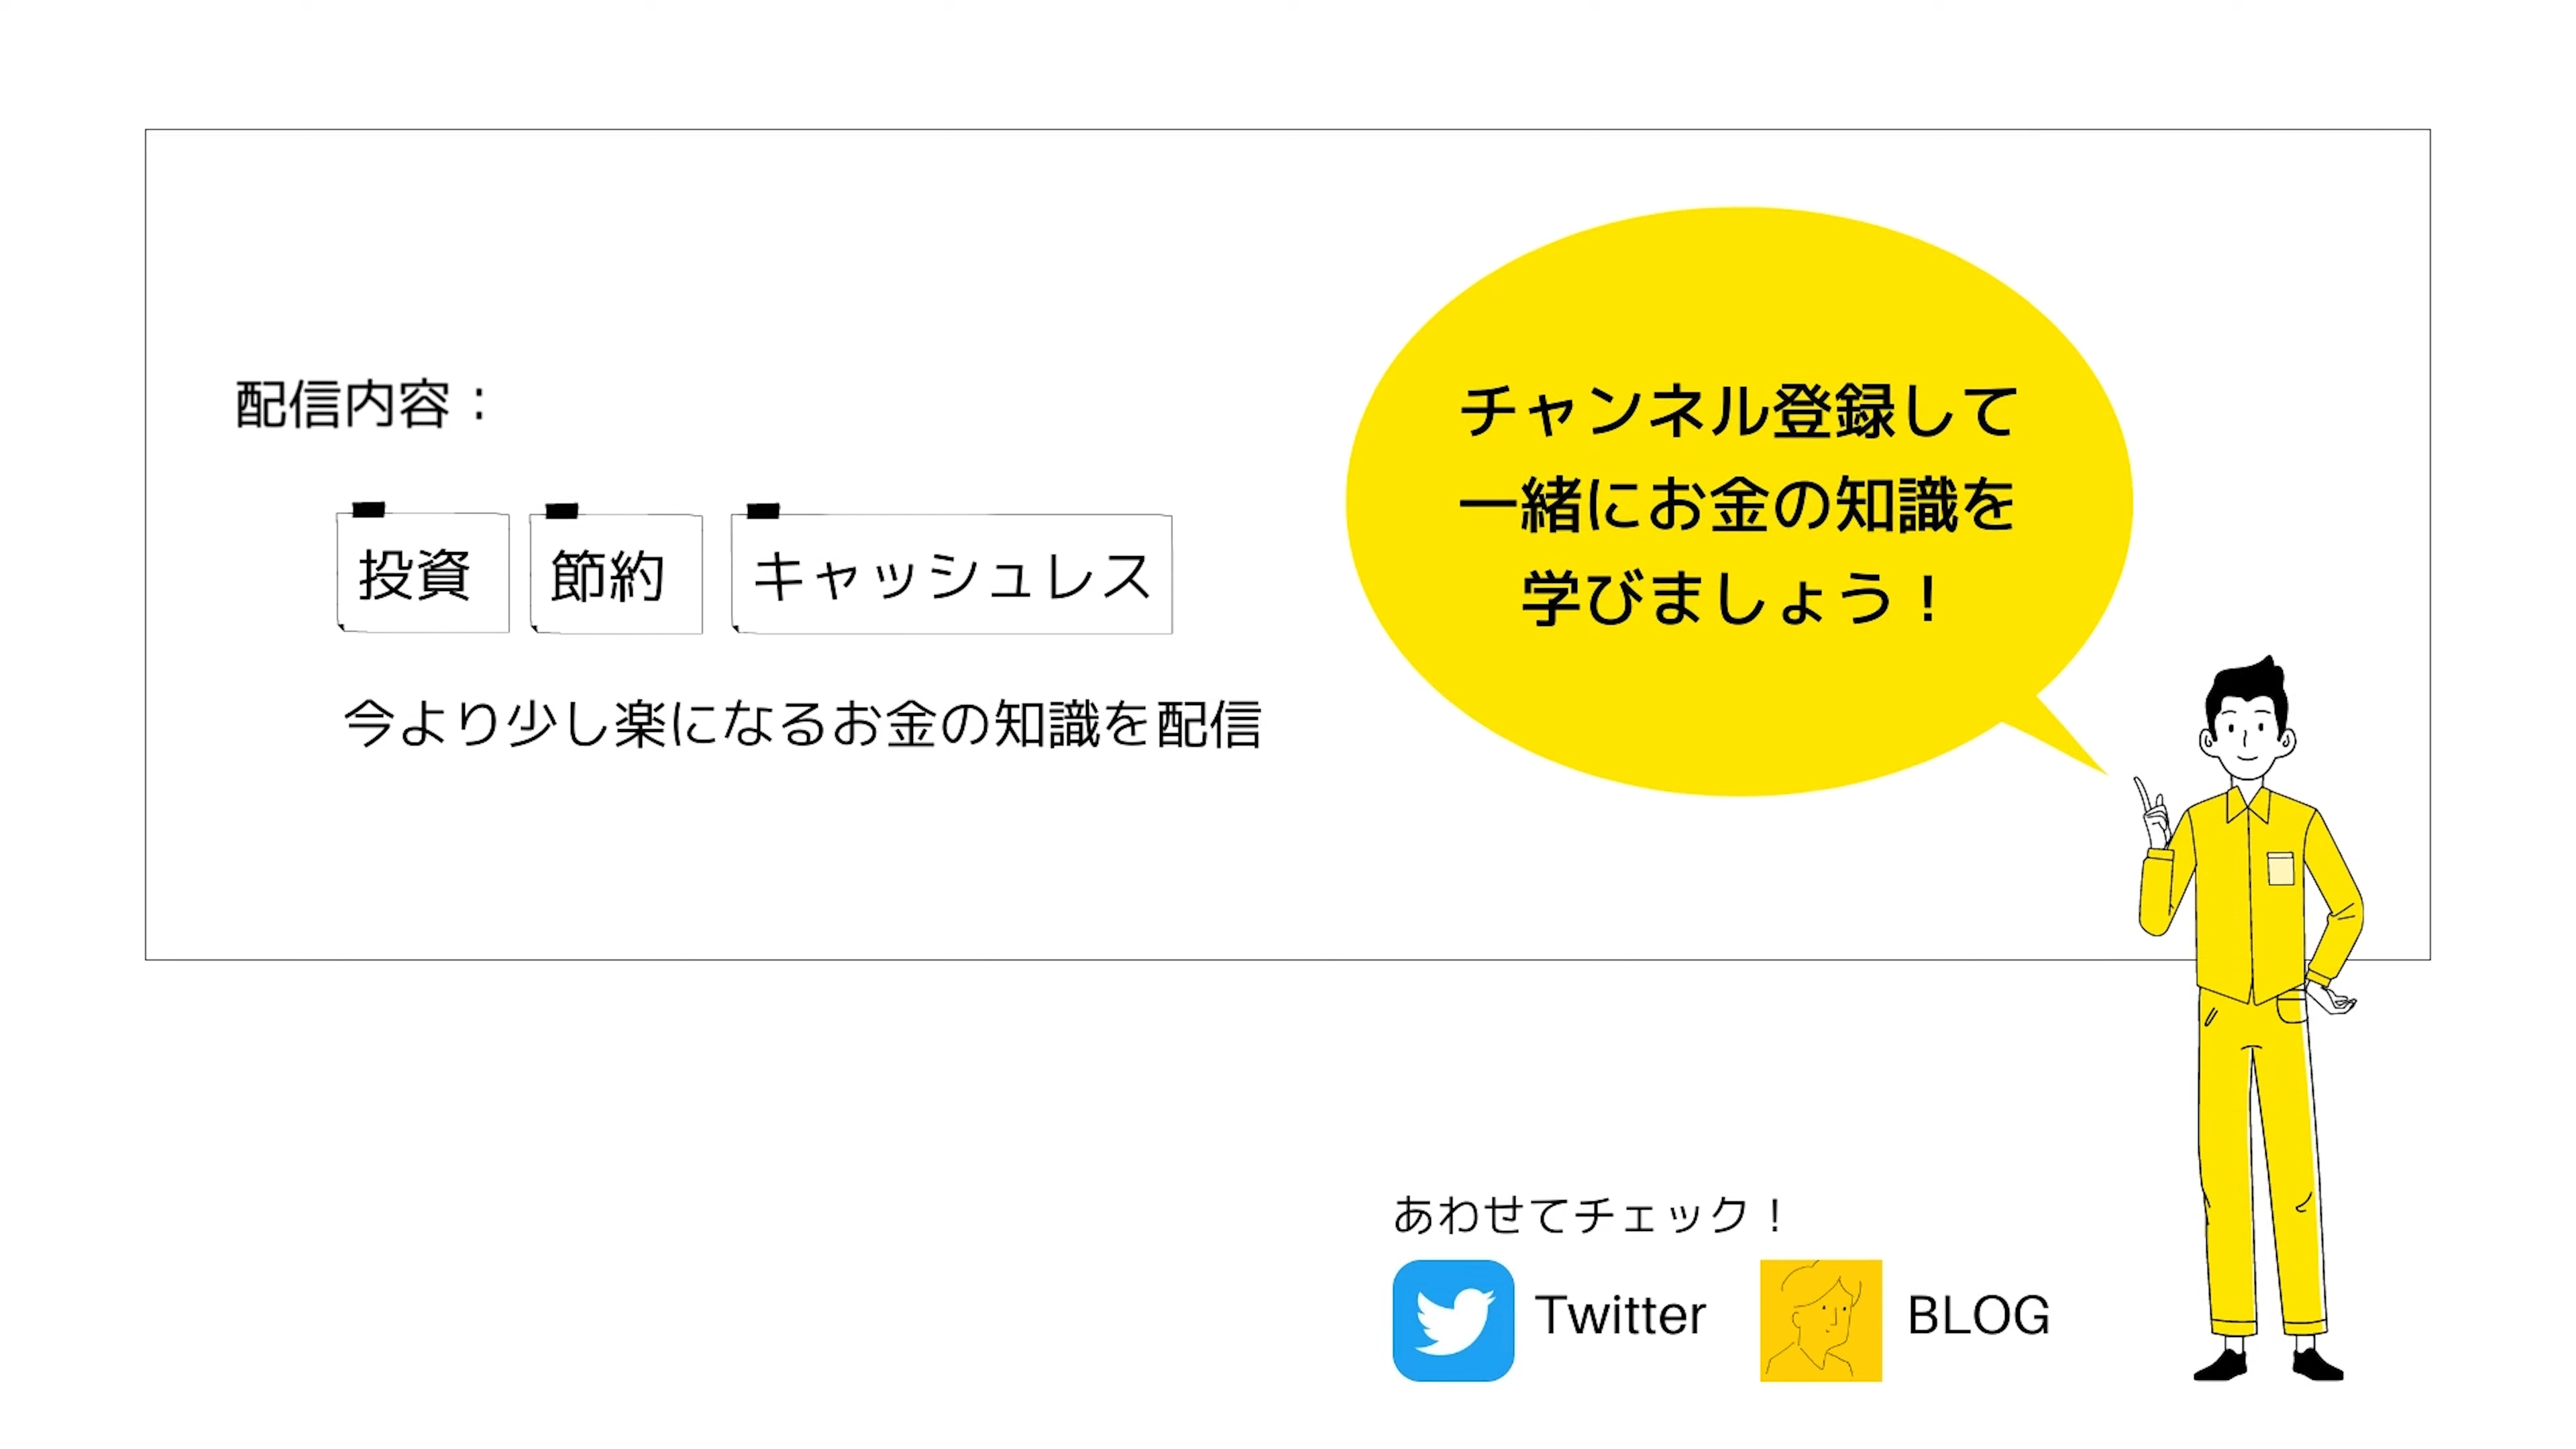 配信内容：
投資 節約 キャッシュレス
今より少し楽になるお金の知識を配信
チャンネル登録して
一緒にお金の知識を
学びましょう！
あわせてチェック！
Twitter BLOG